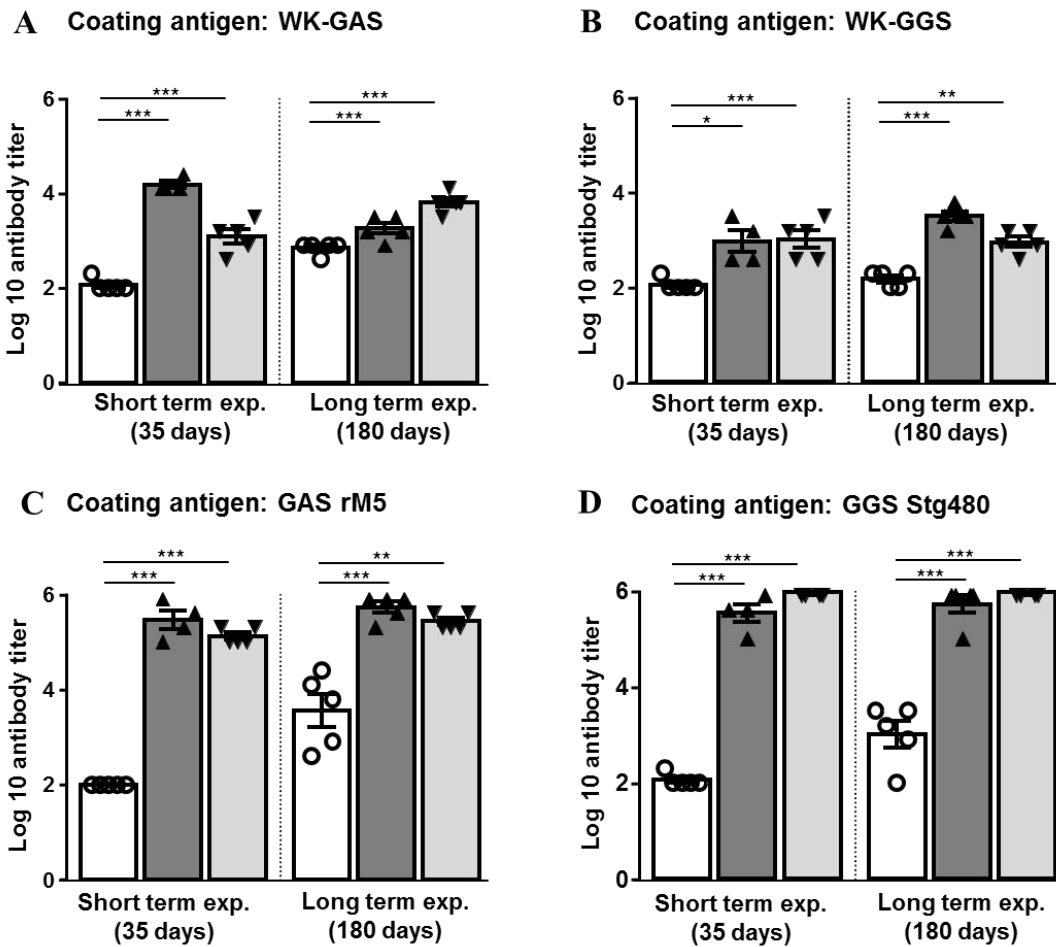 A Coating antigen: WK-GAS
***
***
***
***
6
4
2
0
Log 10 antibody titer
Short term exp.
(35 days)
Long term exp.
(180 days)
B Coating antigen: WK-GGS
***
*
**
***
6
4
2
0
Log 10 antibody titer
Short term exp.
(35 days)
Long term exp.
(180 days)
C Coating antigen: GAS rM5
***
***
**
***
6
4
2
0
Log 10 antibody titer
Short term exp.
(35 days)
Long term exp.
(180 days)
D Coating antigen: GGS Stg480
***
***
***
***
6
4
2
0
Log 10 antibody titer
Short term exp.
(35 days)
Long term exp.
(180 days)